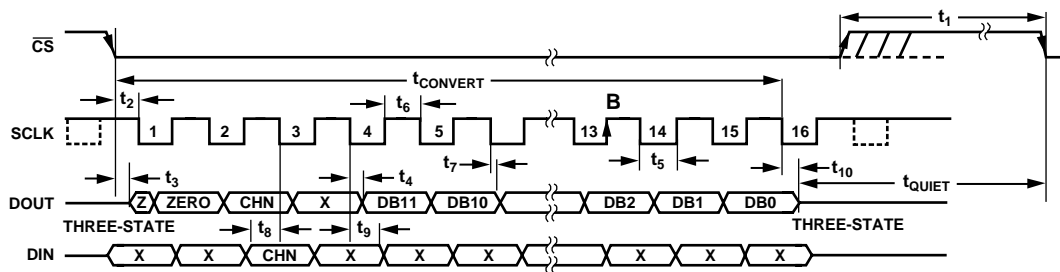 t1
CS
tCONVERT
t2 t6 B
SCLK 1 2 3 4 5 13 14 15 16
t7 t5 t10
t3 t4 tQUIET
DOUT Z ZERO CHN X DB11 DB10 DB2 DB1 DB0
THREE-STATE t8 t9 THREE-STATE
DIN X X CHN X X X X X X